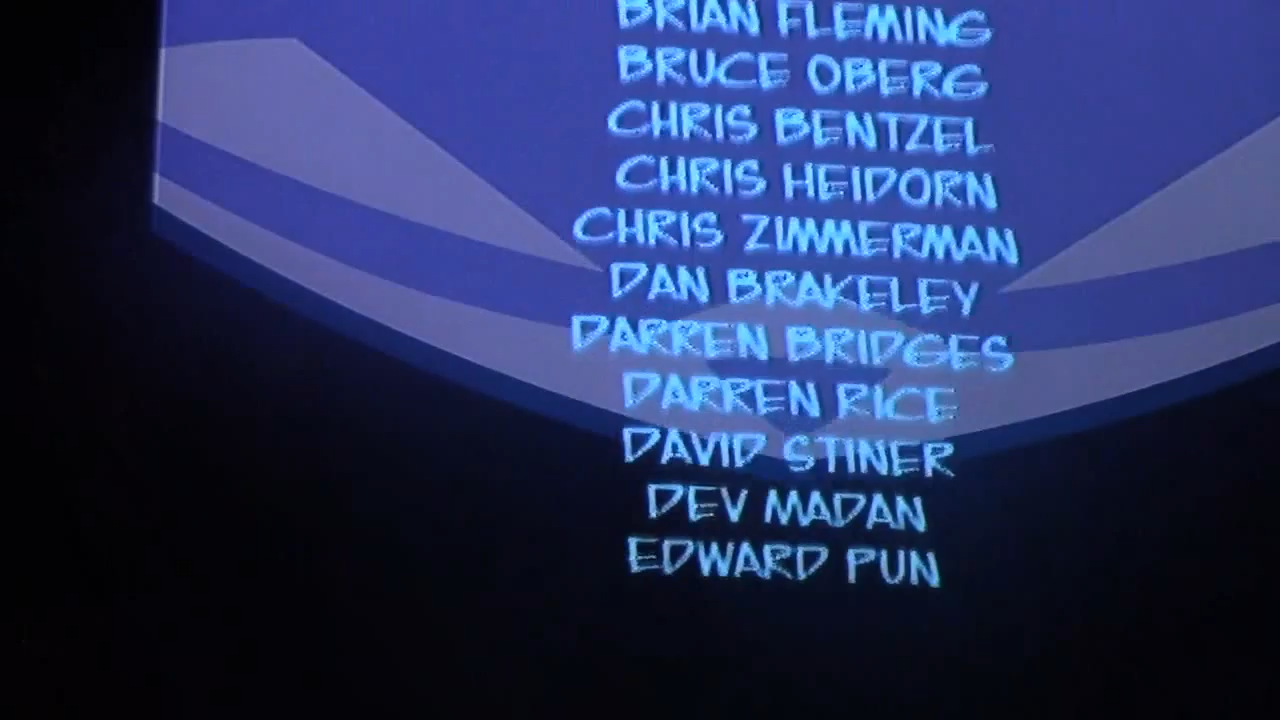 BRIAN FLEMING
BRUCE OBERG
CHRIS BENTZEL
CHRIS HEIDORN
CHRIS ZIMMERMAN
DAN BRAKELEY
DARREN BRIDGES
DARREN RICE
DAVID STINER
DEV MADAN
EDWARD PUN